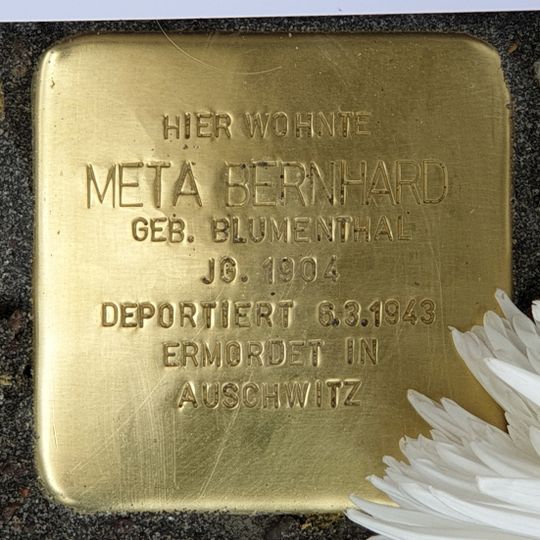 HIER WOHNTE
META BERNHARD
GEB. BLUMENTHAL
JG. 1904
DEPORTIERT 6.3.1943
ERMORDET IN
AUSCHWITZ